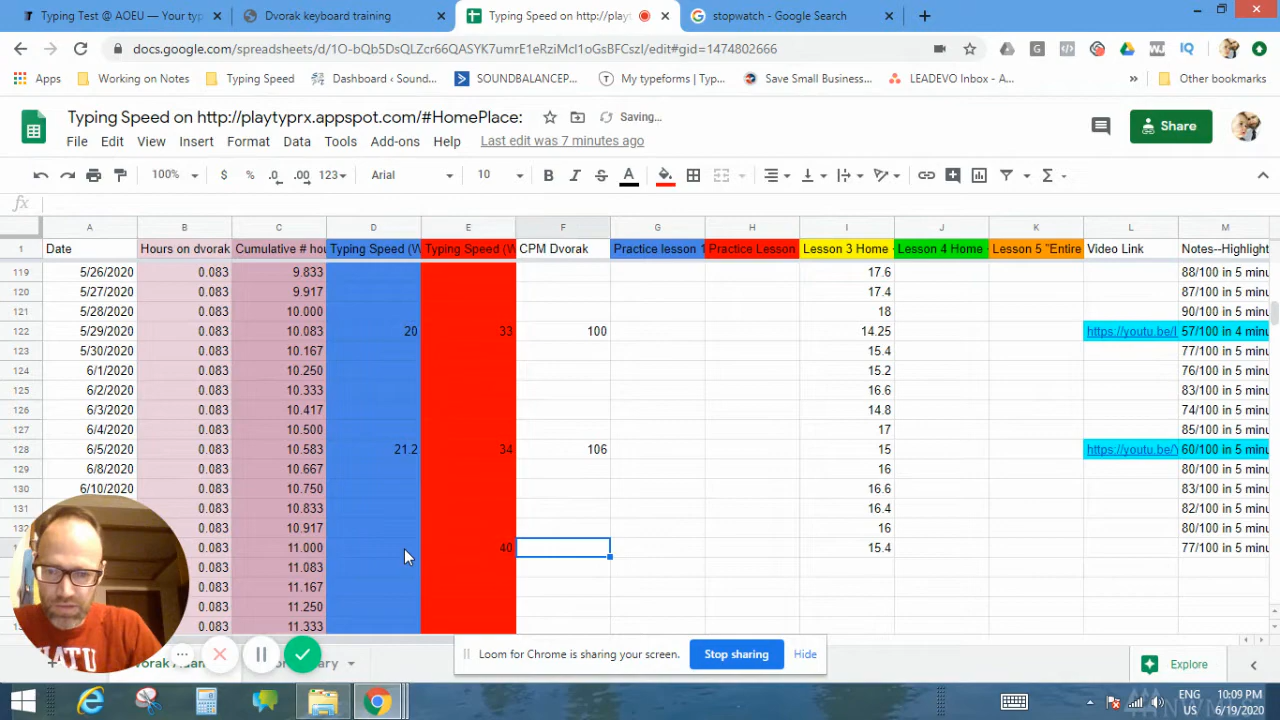 Typing Test @ AOEU — Your typ
Dvorak keyboard training
Typing Speed on http://play
stopwatch - Google Search
docs.google.com/spreadsheets/d/1O-bQb5DsQLZcr66QASYK7umrE1eRziMcI1oGsBFCszI/edit#gid=1474802666
Apps
Working on Notes
Typing Speed
Dashboard ‹ Sound...
SOUNDBALANCEP...
My typeforms | Typ...
Save Small Business...
LEADEVO Inbox - A...
Other bookmarks
Typing Speed on http://playtyprx.appspot.com/#HomePlace:
Saving...
File Edit View Insert Format Data Tools Add-ons Help Last edit was 7 minutes ago
Share
100% $ % .0 .00 123 Arial 10
fx
A B C D E F G H I J K L M
1 Date Hours on dvorak Cumulative # hou Typing Speed (W Typing Speed (W CPM Dvorak Practice lesson 1 Practice Lesson Lesson 3 Home Lesson 4 Home Lesson 5 "Entire Video Link Notes--Highlight
119 5/26/2020 0.083 9.833 17.6 88/100 in 5 minu
120 5/27/2020 0.083 9.917 17.4 87/100 in 5 minu
121 5/28/2020 0.083 10.000 18 90/100 in 5 minu
122 5/29/2020 0.083 10.083 20 33 100 14.25 https://youtu.be/ 57/100 in 4 minu
123 5/30/2020 0.083 10.167 15.4 77/100 in 5 minu
124 6/1/2020 0.083 10.250 15.2 76/100 in 5 minu
125 6/2/2020 0.083 10.333 16.6 83/100 in 5 minu
126 6/3/2020 0.083 10.417 14.8 74/100 in 5 minu
127 6/4/2020 0.083 10.500 17 85/100 in 5 minu
128 6/5/2020 0.083 10.583 21.2 34 106 15 https://youtu.be/Y 60/100 in 5 minu
129 6/8/2020 0.083 10.667 16 80/100 in 5 minu
130 6/10/2020 0.083 10.750 16.6 83/100 in 5 minu
131 0.083 10.833 16.4 82/100 in 5 minu
132 0.083 10.917 16 80/100 in 5 minu
0.083 11.000 40 15.4 77/100 in 5 minu
0.083 11.083
0.083 11.167
0.083 11.250
0.083 11.333
Loom for Chrome is sharing your screen.
Stop sharing
Hide
Explore
ENG
US
10:09 PM
6/19/2020